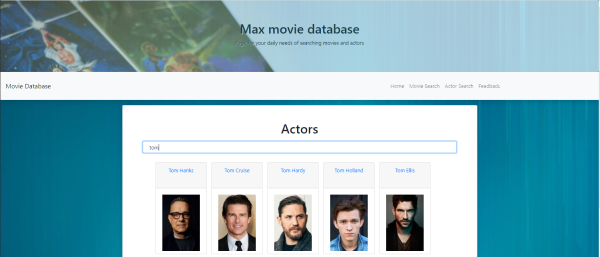 Max movie database
your daily needs of searching movies and actors
Movie Database
Home Movie Search Actor Search Feedback
Actors
tom
Tom Hanks Tom Cruise Tom Hardy Tom Holland Tom Ellis